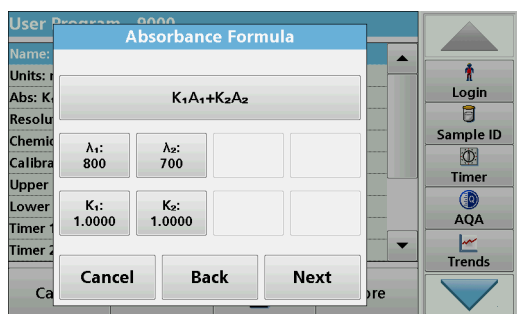 User Program 9000
Absorbance Formula
Name:
Units:
Abs: K₁
K₁A₁+K₂A₂
Resolu
Chemic
λ₁:
800
λ₂:
700
Calibra
Upper
Lower
K₁:
1.0000
K₂:
1.0000
Timer 1
Timer 2
Cancel
Back
Next
Ca
ore
Login
Sample ID
Timer
AQA
Trends